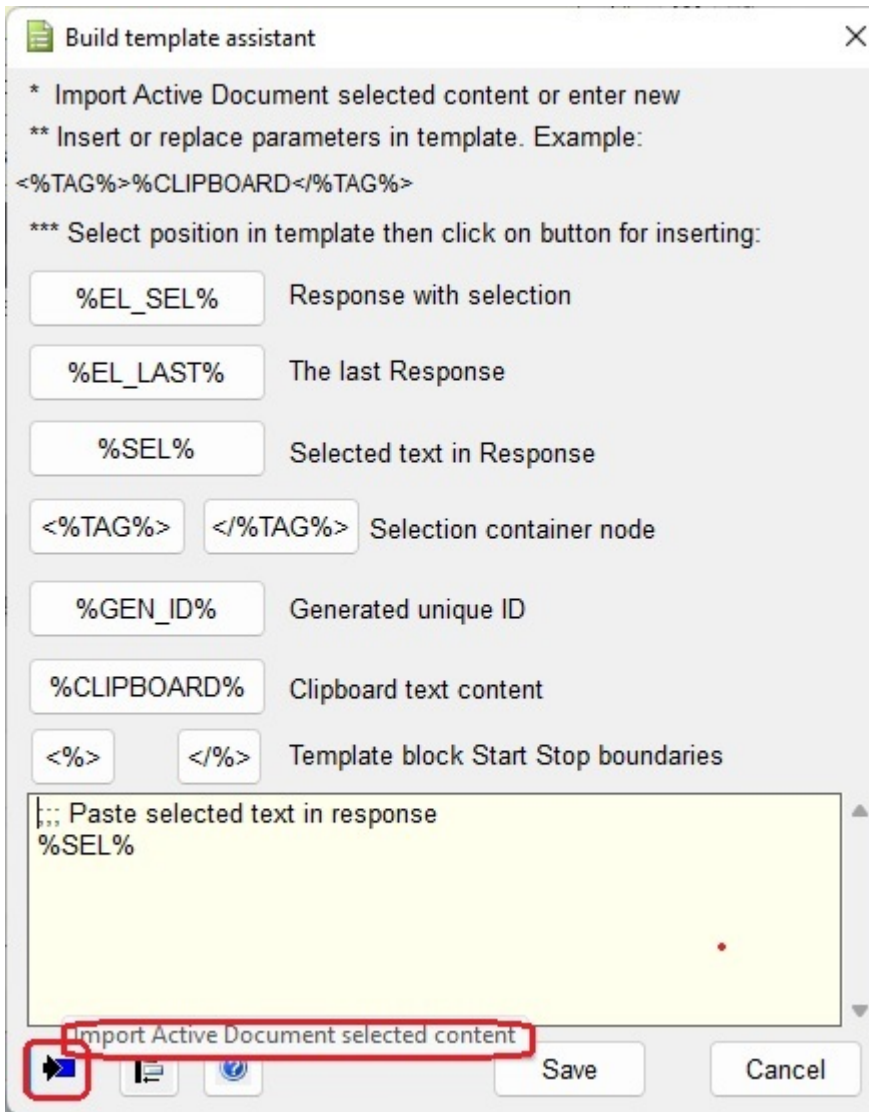 Build template assistant
* Import Active Document selected content or enter new
** Insert or replace parameters in template. Example:
<%TAG%>%CLIPBOARD</%TAG%>
*** Select position in template then click on button for inserting:
%EL_SEL% Response with selection
%EL_LAST% The last Response
%SEL% Selected text in Response
<%TAG%> </%TAG%> Selection container node
%GEN_ID% Generated unique ID
%CLIPBOARD% Clipboard text content
<%> </%> Template block Start Stop boundaries
;;; Paste selected text in response
%SEL%
Import Active Document selected content
Save Cancel